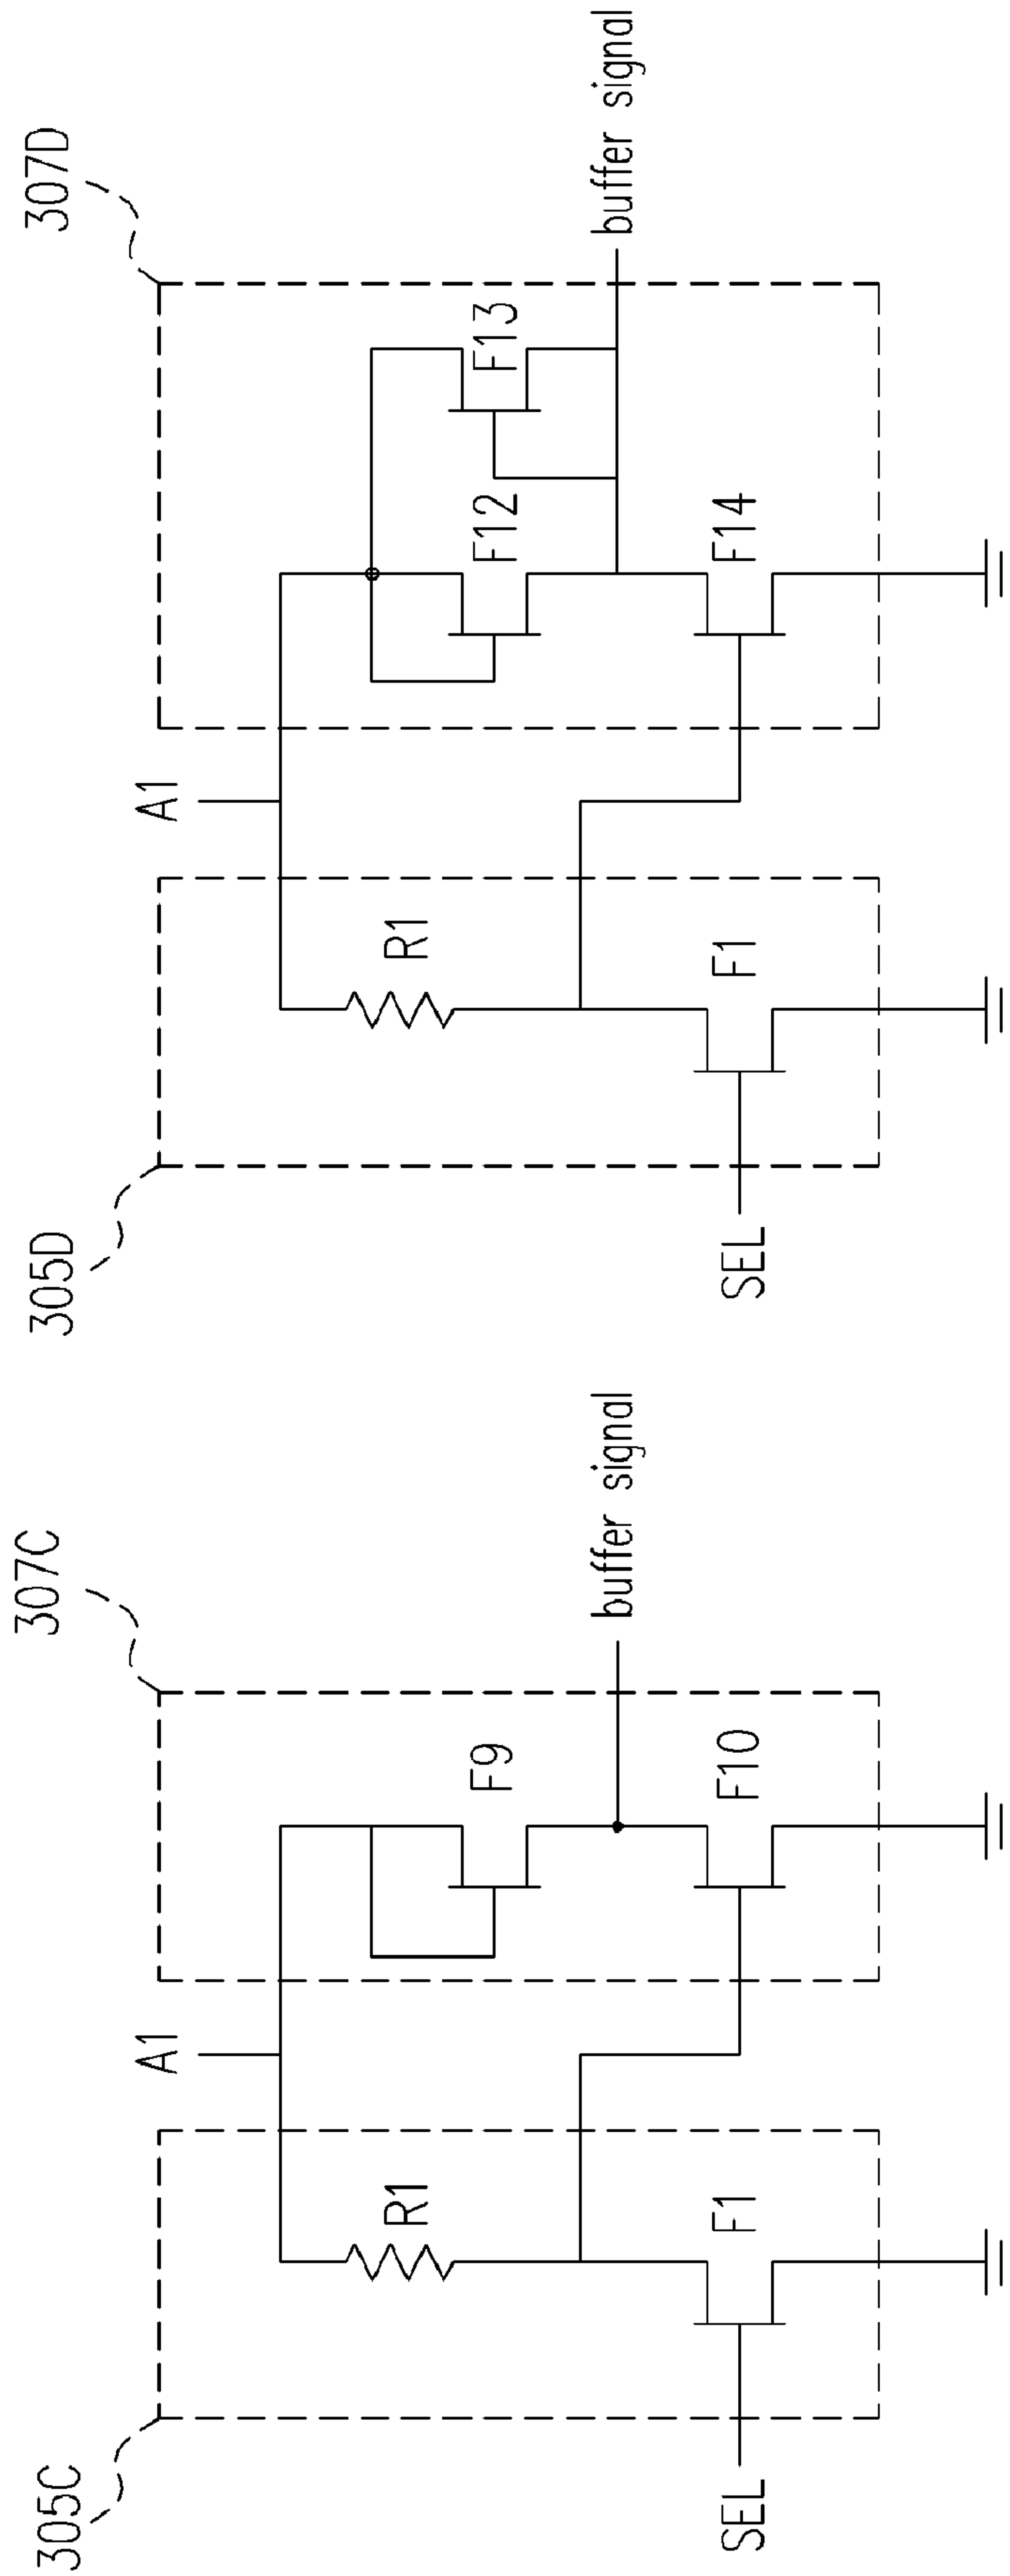 305C
307C
A1
R1
F9
buffer signal
SEL
F1
F10
305D
307D
A1
R1
F12
F13
buffer signal
SEL
F1
F14